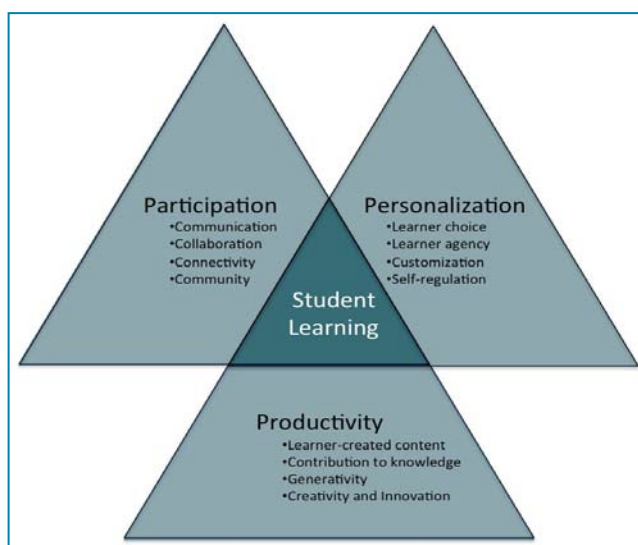 Participation
•Communication
•Collaboration
•Connectivity
•Community
Personalization
•Learner choice
•Learner agency
•Customization
•Self-regulation
Student
Learning
Productivity
•Learner-created content
•Contribution to knowledge
•Generativity
•Creativity and Innovation